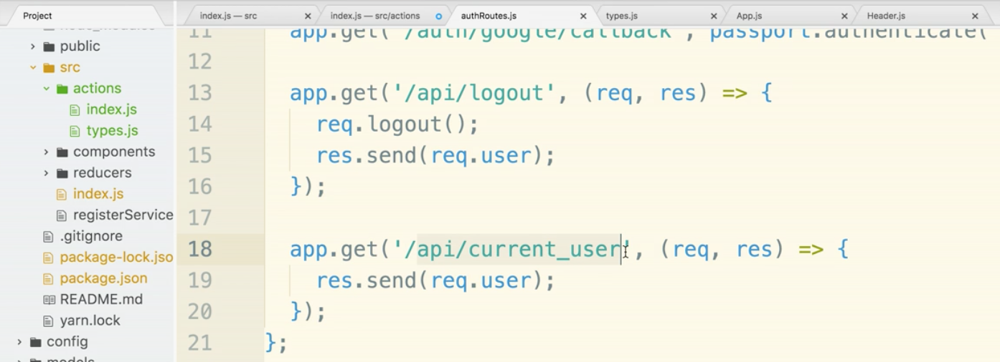 Project
index.js — src
index.js — src/actions
authRoutes.js
types.js
App.js
Header.js
node_modules
public
src
actions
index.js
types.js
components
reducers
index.js
registerService
.gitignore
package-lock.jso
package.json
README.md
yarn.lock
config
models
11 app.get('/auth/google/callback', passport.authenticate(
12
13 app.get('/api/logout', (req, res) => {
14 req.logout();
15 res.send(req.user);
16 });
17
18 app.get('/api/current_user', (req, res) => {
19 res.send(req.user);
20 });
21 };